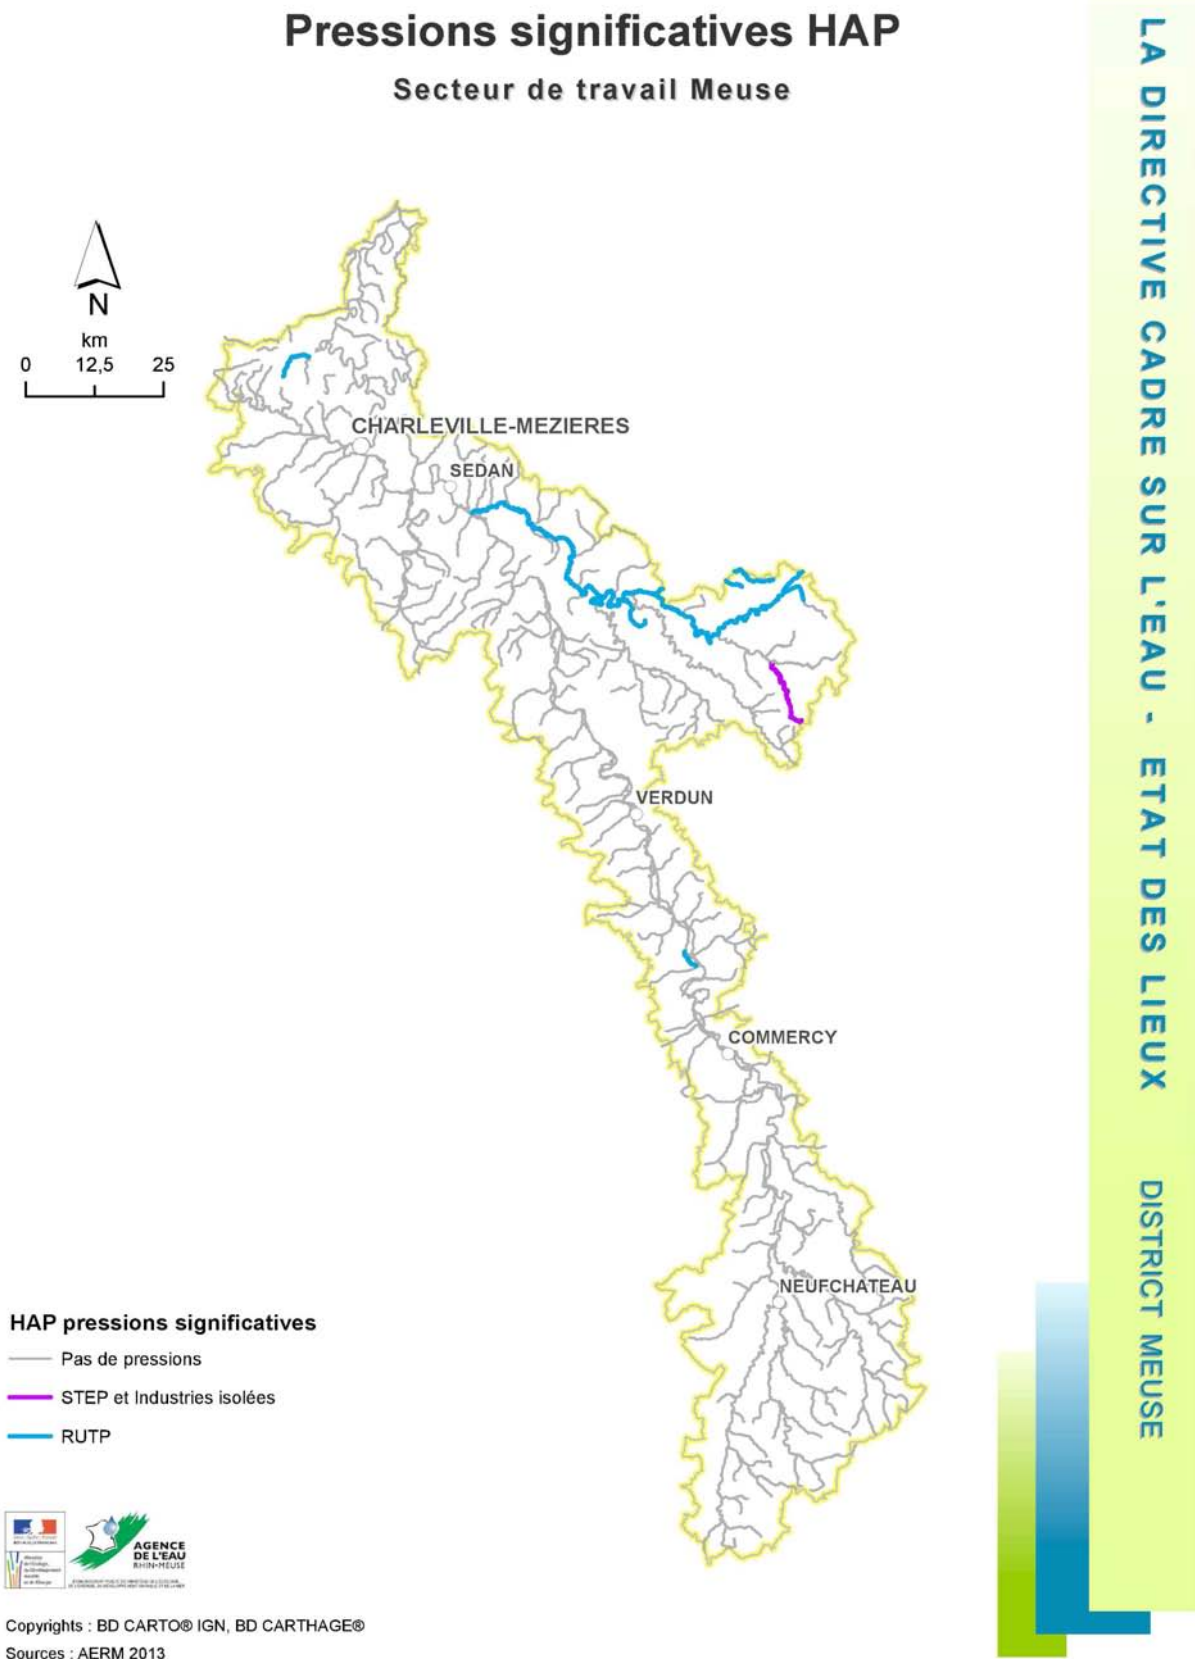 Pressions significatives HAP
Secteur de travail Meuse
N
km
0 12,5 25
CHARLEVILLE-MEZIERES
SEDAN
VERDUN
COMMERCY
NEUFCHATEAU
HAP pressions significatives
Pas de pressions
STEP et Industries isolées
RUTP
AGENCE
DE L'EAU
RHIN-MEUSE
Copyrights : BD CARTO® IGN, BD CARTHAGE®
Sources : AERM 2013
LA DIRECTIVE CADRE SUR L'EAU - ETAT DES LIEUX DISTRICT MEUSE